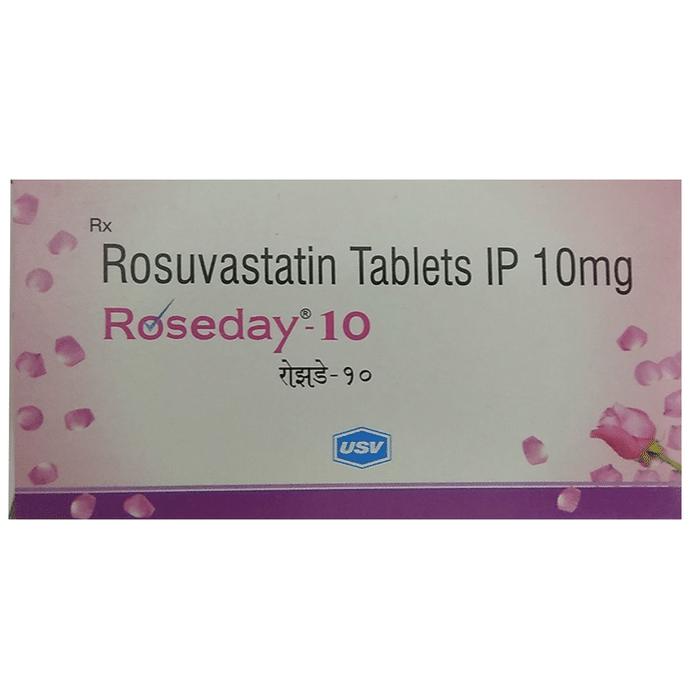 Rx
Rosuvastatin Tablets IP 10mg
Roseday®-10
रोझडे-१०
USV